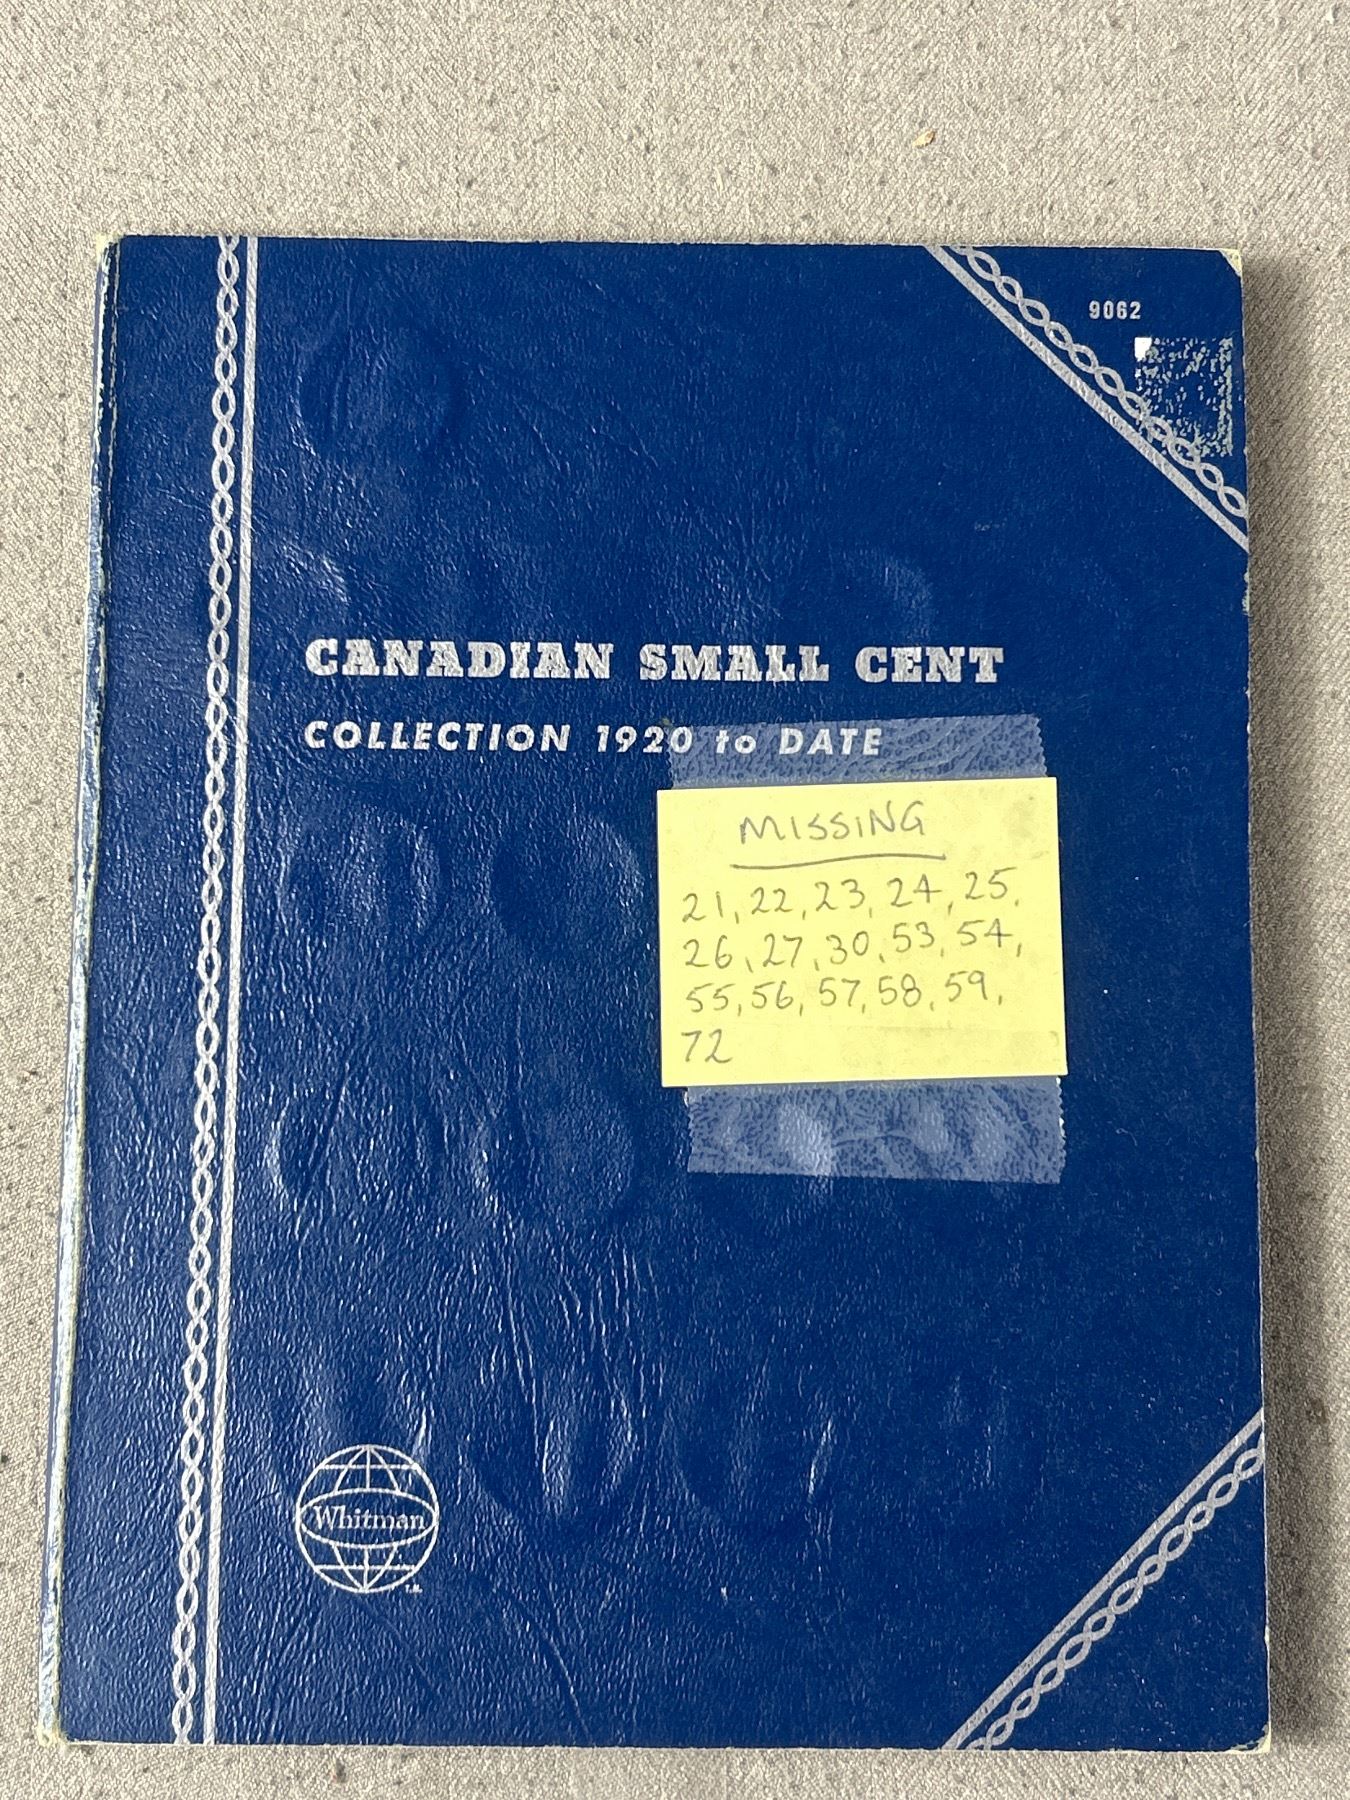 9062
CANADIAN SMALL CENT
COLLECTION 1920 to DATE
MISSING
21, 22, 23, 24, 25,
26, 27, 30, 53, 54,
55, 56, 57, 58, 59,
72
Whitman